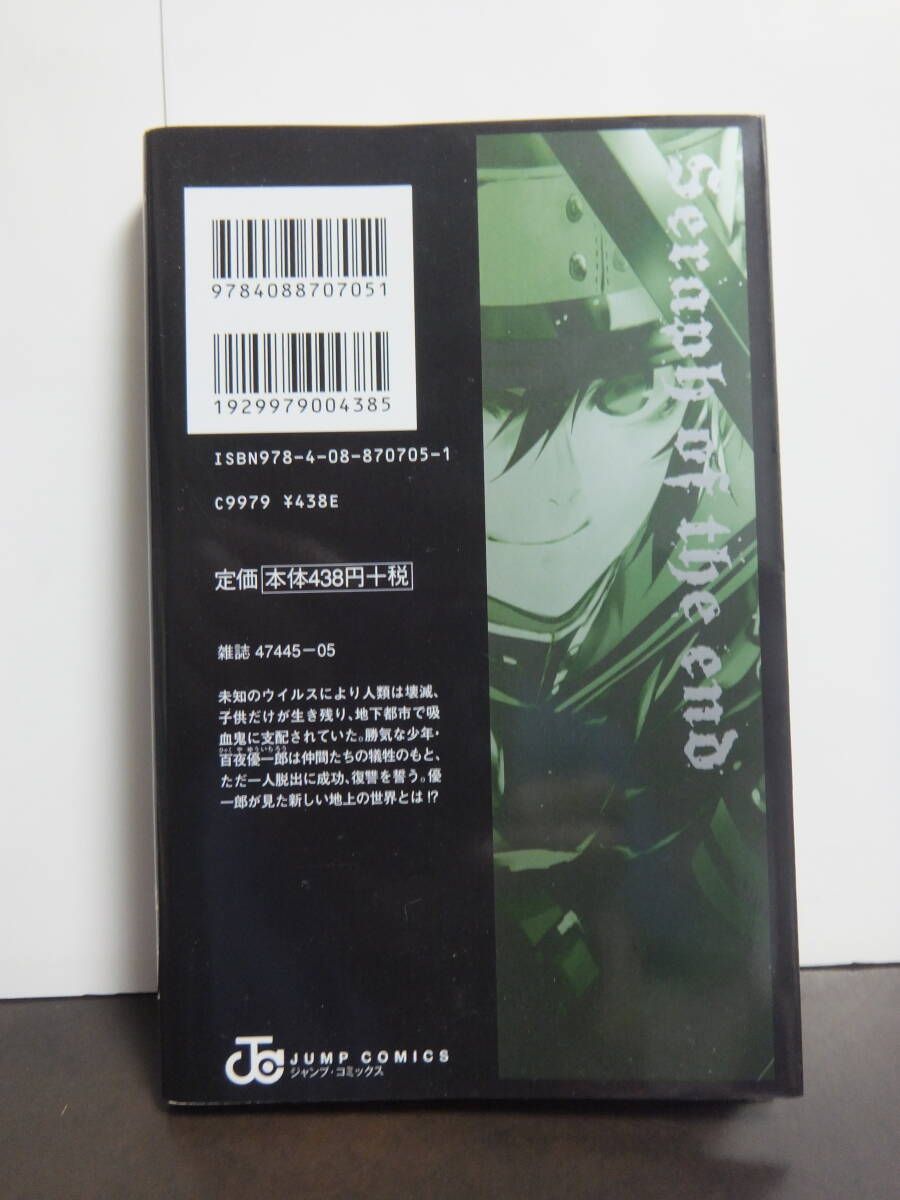 9784088707051
1929979004385
ISBN978-4-08-870705-1
C9979 ¥438E
定価 本体438円+税
雑誌 47445-05
未知のウイルスにより人類は壊滅、
子供だけが生き残り、地下都市で吸
血鬼に支配されていた。勝気な少年・
ひゃくやゆういちろう
百夜優一郎は仲間たちの犠牲のもと、
ただ一人脱出に成功、復讐を誓う。優
一郎が見た新しい地上の世界とは!?
Seraph of the end
JC
JUMP COMICS
ジャンプ・コミックス